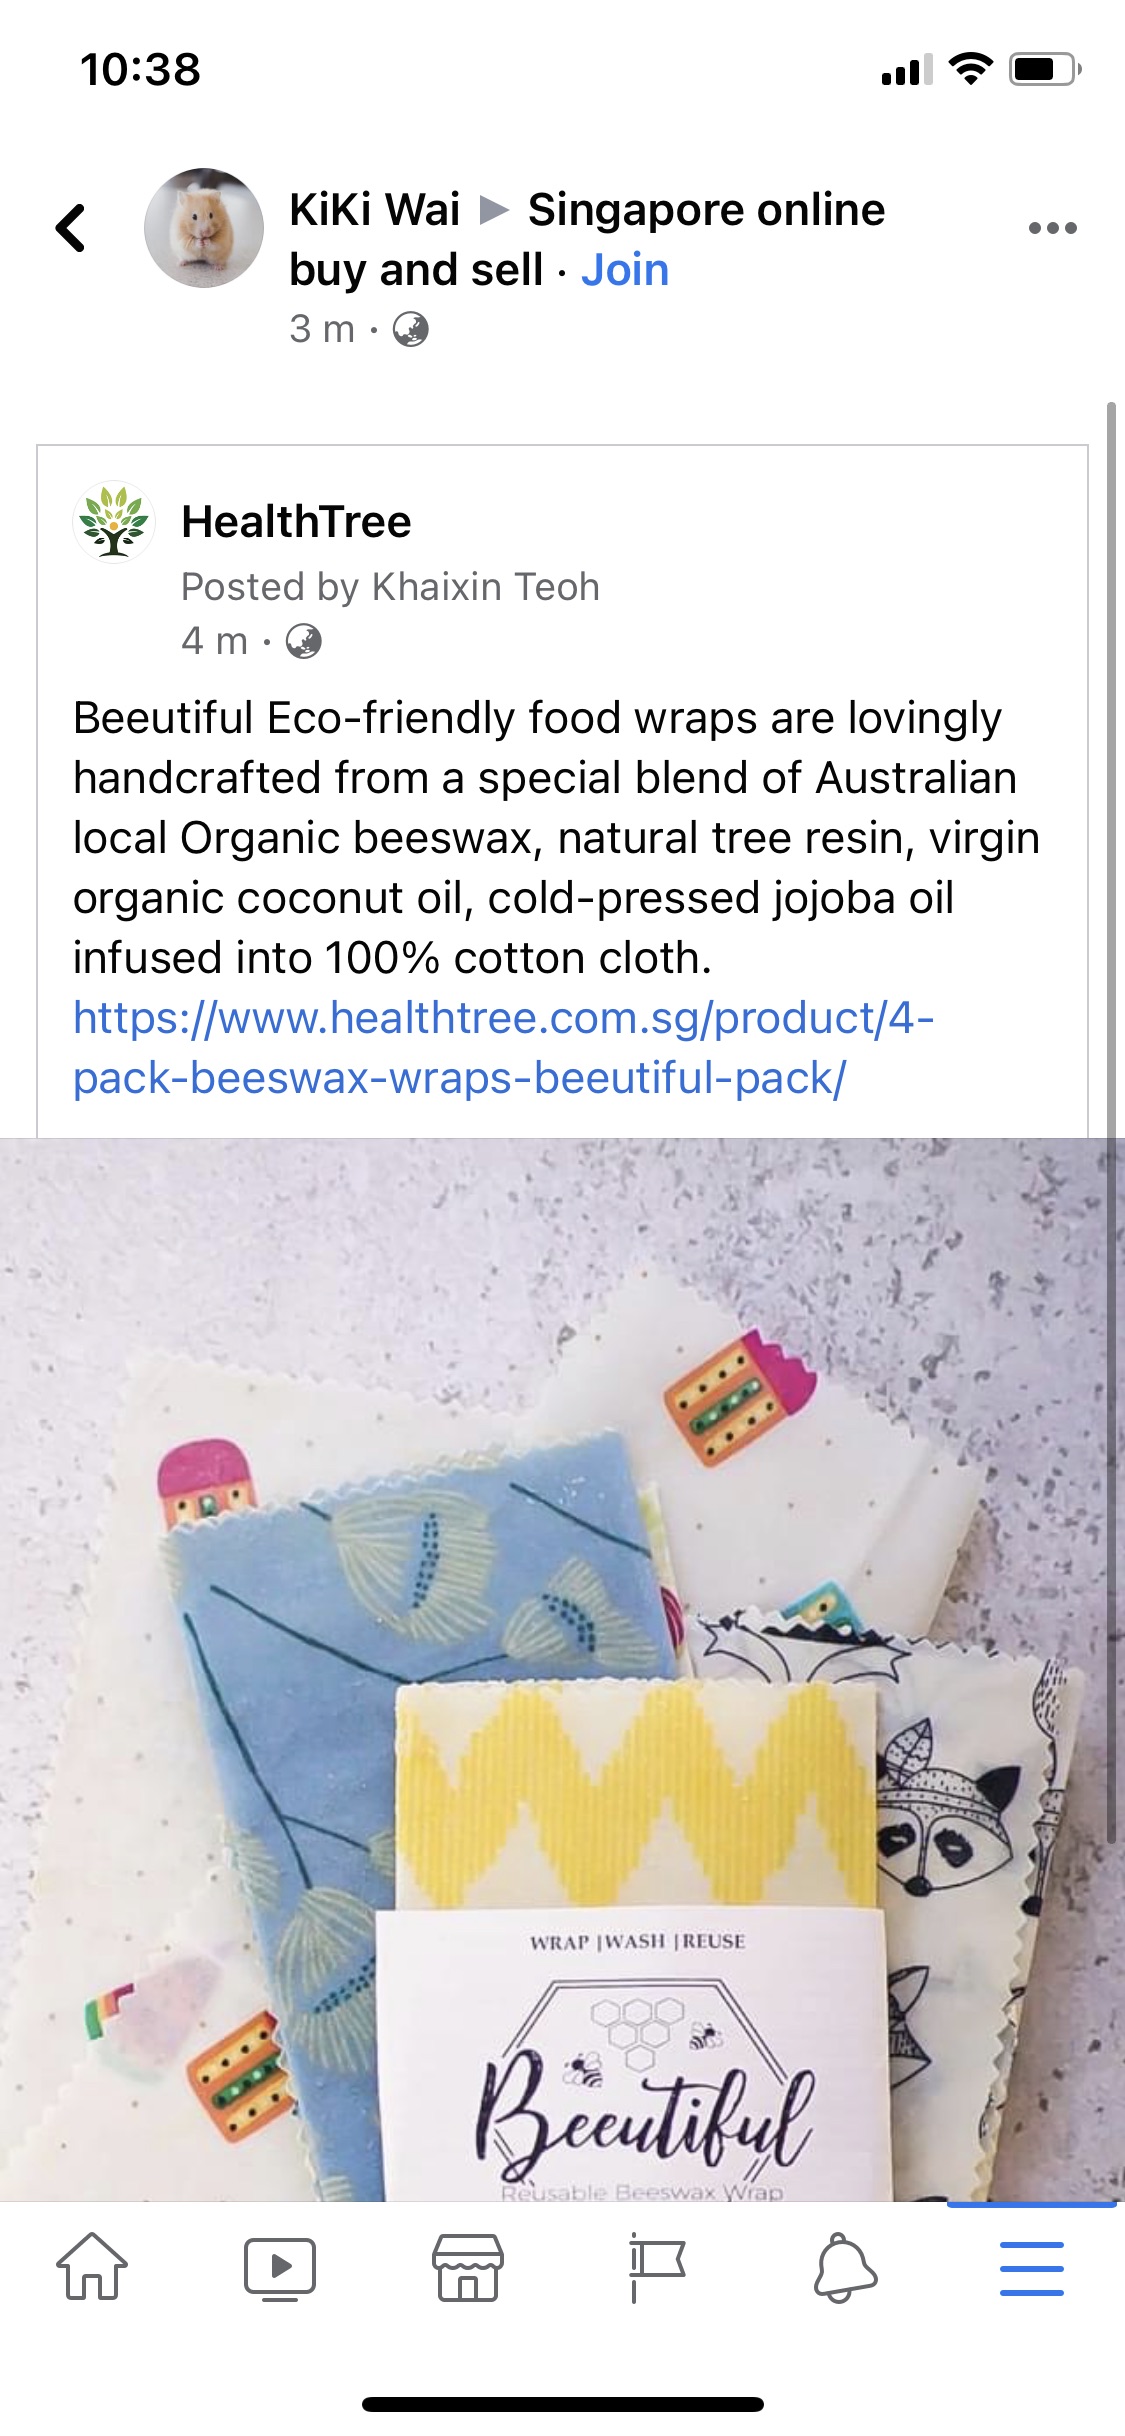 10:38
KiKi Wai ▶ Singapore online
buy and sell · Join
3 m ·
HealthTree
Posted by Khaixin Teoh
4 m ·
Beeutiful Eco-friendly food wraps are lovingly
handcrafted from a special blend of Australian
local Organic beeswax, natural tree resin, virgin
organic coconut oil, cold-pressed jojoba oil
infused into 100% cotton cloth.
https://www.healthtree.com.sg/product/4-
pack-beeswax-wraps-beeutiful-pack/
WRAP | WASH | REUSE
Beeutiful
Reusable Beeswax Wrap